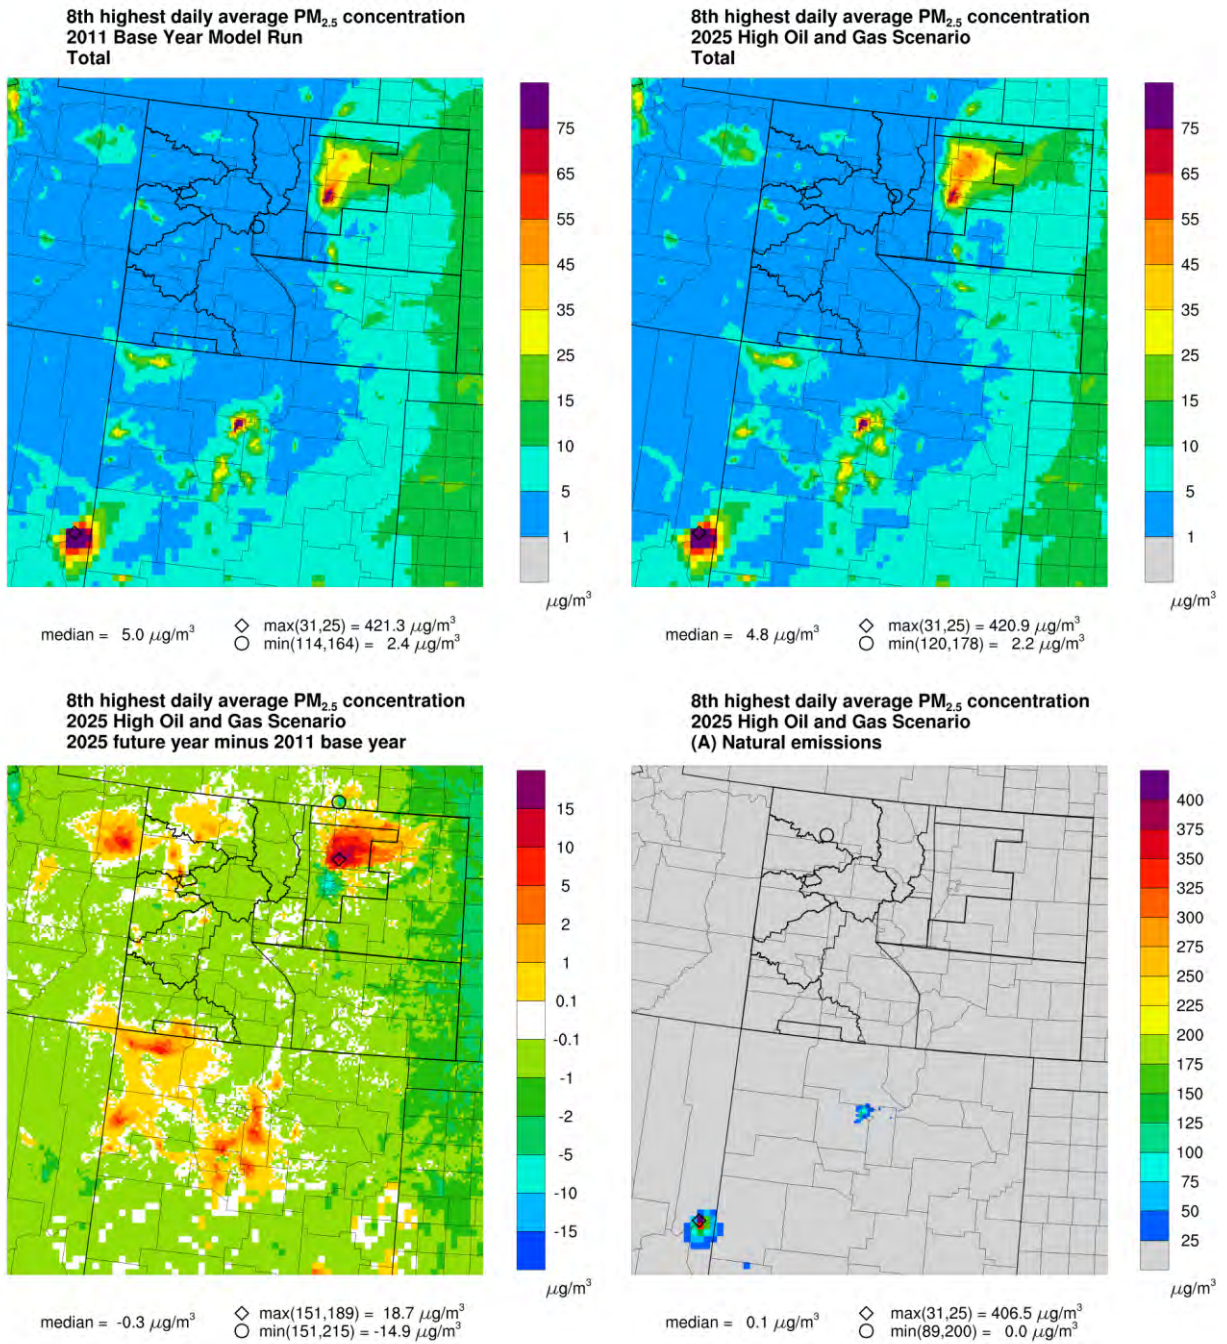 8th highest daily average PM2.5 concentration
2011 Base Year Model Run
Total
75
65
55
45
35
25
15
10
5
1
μg/m3
median = 5.0 μg/m3
max(31,25) = 421.3 μg/m3
min(114,164) = 2.4 μg/m3
8th highest daily average PM2.5 concentration
2025 High Oil and Gas Scenario
Total
75
65
55
45
35
25
15
10
5
1
μg/m3
median = 4.8 μg/m3
max(31,25) = 420.9 μg/m3
min(120,178) = 2.2 μg/m3
8th highest daily average PM2.5 concentration
2025 High Oil and Gas Scenario
2025 future year minus 2011 base year
15
10
5
2
1
0.1
-0.1
-1
-2
-5
-10
-15
μg/m3
median = -0.3 μg/m3
max(151,189) = 18.7 μg/m3
min(151,215) = -14.9 μg/m3
8th highest daily average PM2.5 concentration
2025 High Oil and Gas Scenario
(A) Natural emissions
400
375
350
325
300
275
250
225
200
175
150
125
100
75
50
25
μg/m3
median = 0.1 μg/m3
max(31,25) = 406.5 μg/m3
min(89,200) = 0.0 μg/m3